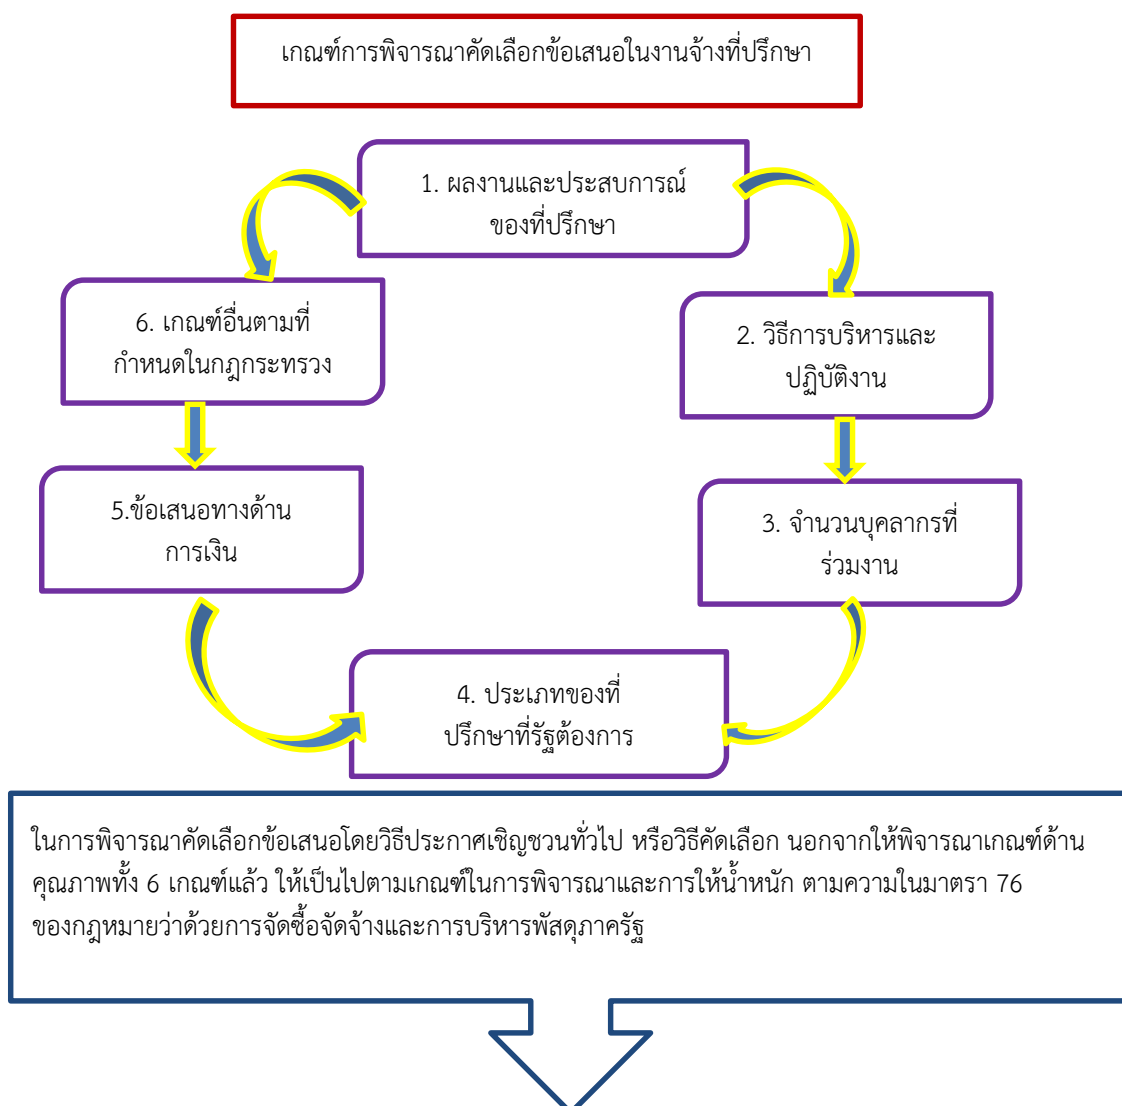 เกณฑ์การพิจารณาคัดเลือกข้อเสนอในงานจ้างที่ปรึกษา
1. ผลงานและประสบการณ์
ของที่ปรึกษา
2. วิธีการบริหารและ
ปฏิบัติงาน
3. จำนวนบุคลากรที่
ร่วมงาน
4. ประเภทของที่
ปรึกษาที่รัฐต้องการ
5.ข้อเสนอทางด้าน
การเงิน
6. เกณฑ์อื่นตามที่
กำหนดในกฎกระทรวง
ในการพิจารณาคัดเลือกข้อเสนอโดยวิธีประกาศเชิญชวนทั่วไป หรือวิธีคัดเลือก นอกจากให้พิจารณาเกณฑ์ด้าน
คุณภาพทั้ง 6 เกณฑ์แล้ว ให้เป็นไปตามเกณฑ์ในการพิจารณาและการให้น้ำหนัก ตามความในมาตรา 76
ของกฎหมายว่าด้วยการจัดซื้อจัดจ้างและการบริหารพัสดุภาครัฐ